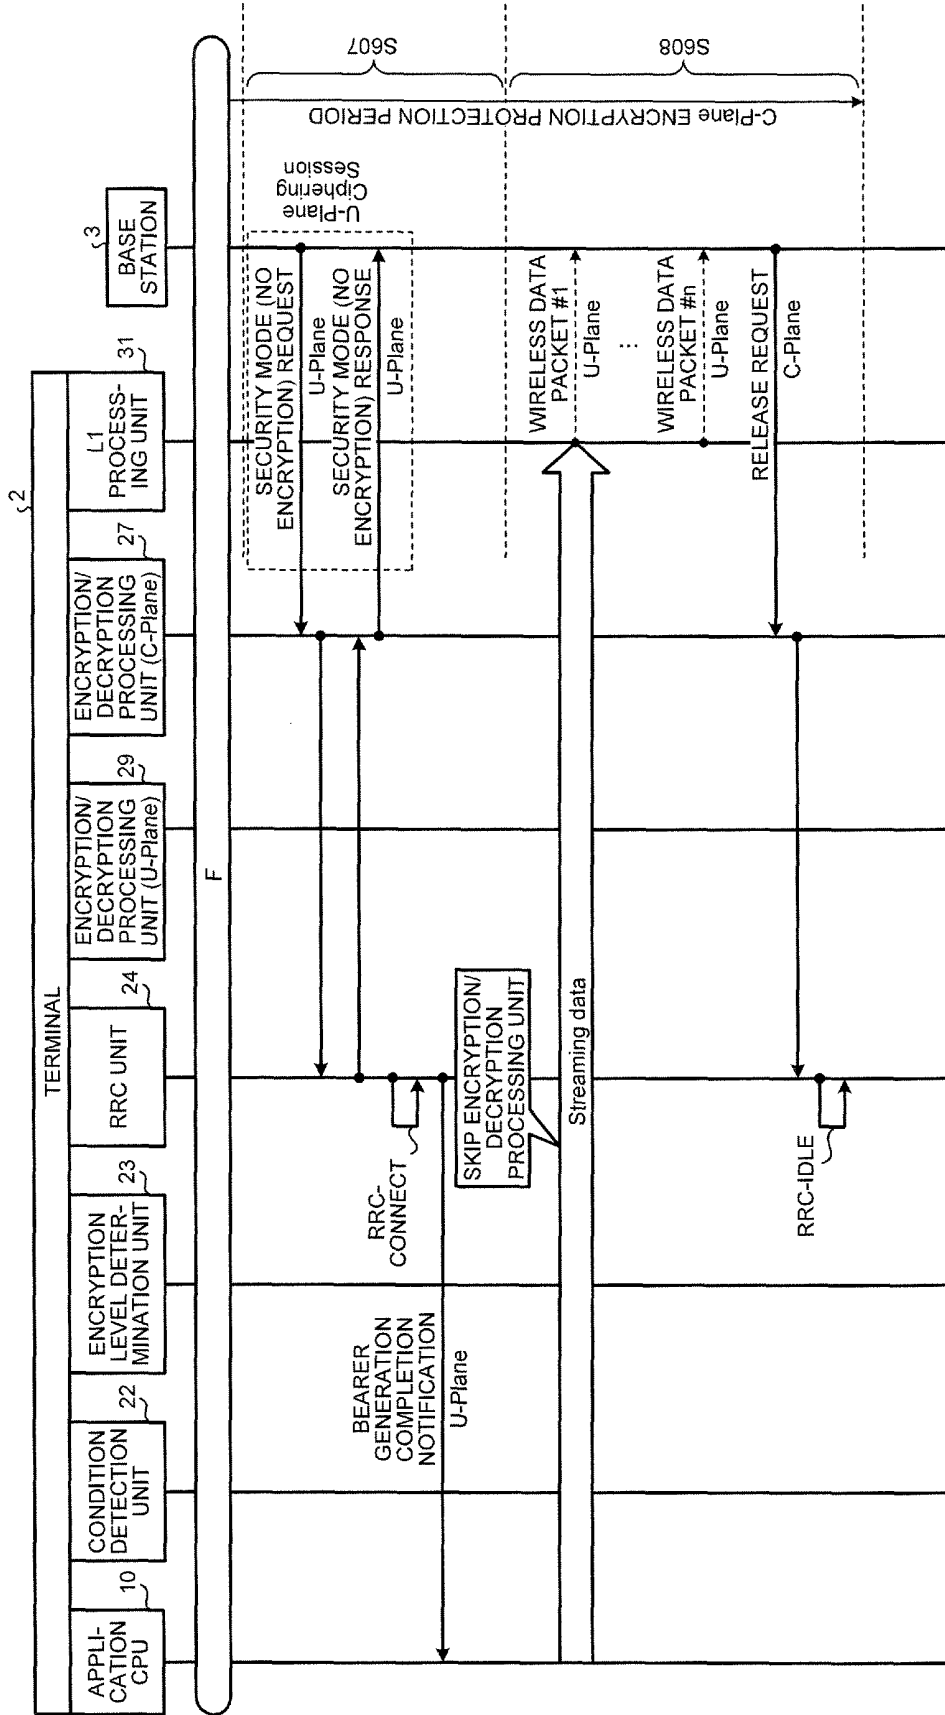 TERMINAL
2
APPLI-
CATION
CPU
10
CONDITION
DETECTION
UNIT
22
ENCRYPTION
LEVEL DETER-
MINATION UNIT
23
RRC UNIT
24
ENCRYPTION/
DECRYPTION
PROCESSING
UNIT (U-Plane)
29
ENCRYPTION/
DECRYPTION
PROCESSING
UNIT (C-Plane)
27
L1
PROCESS-
ING UNIT
31
BASE
STATION
3
F
SECURITY MODE (NO
ENCRYPTION) REQUEST
U-Plane
SECURITY MODE (NO
ENCRYPTION) RESPONSE
U-Plane
U-Plane
Ciphering
Session
S607
RRC-
CONNECT
BEARER
GENERATION
COMPLETION
NOTIFICATION
U-Plane
SKIP ENCRYPTION/
DECRYPTION
PROCESSING UNIT
Streaming data
WIRELESS DATA
PACKET #1
U-Plane
...
WIRELESS DATA
PACKET #n
U-Plane
RELEASE REQUEST
C-Plane
RRC-IDLE
S608
C-Plane ENCRYPTION PROTECTION PERIOD